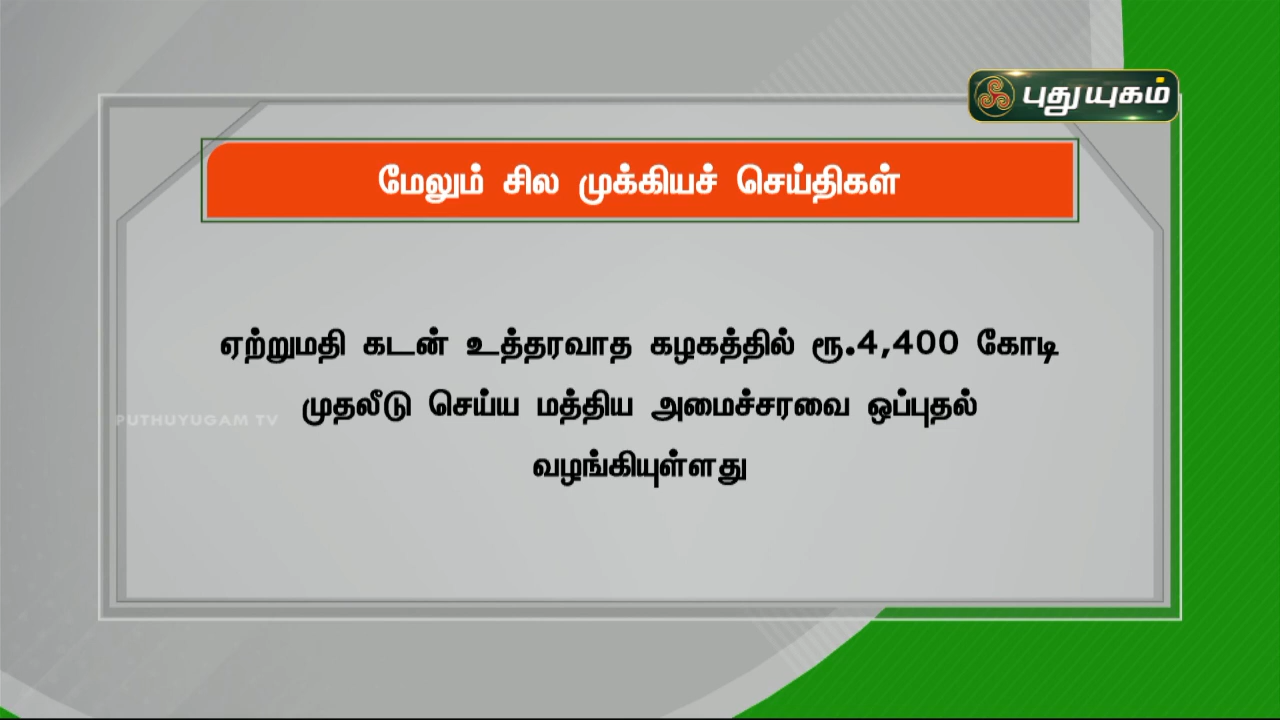 புதுயுகம்
மேலும் சில முக்கியச் செய்திகள்
ஏற்றுமதி கடன் உத்தரவாத கழகத்தில் ரூ.4,400 கோடி
முதலீடு செய்ய மத்திய அமைச்சரவை ஒப்புதல்
வழங்கியுள்ளது
PUTHUYUGAM TV